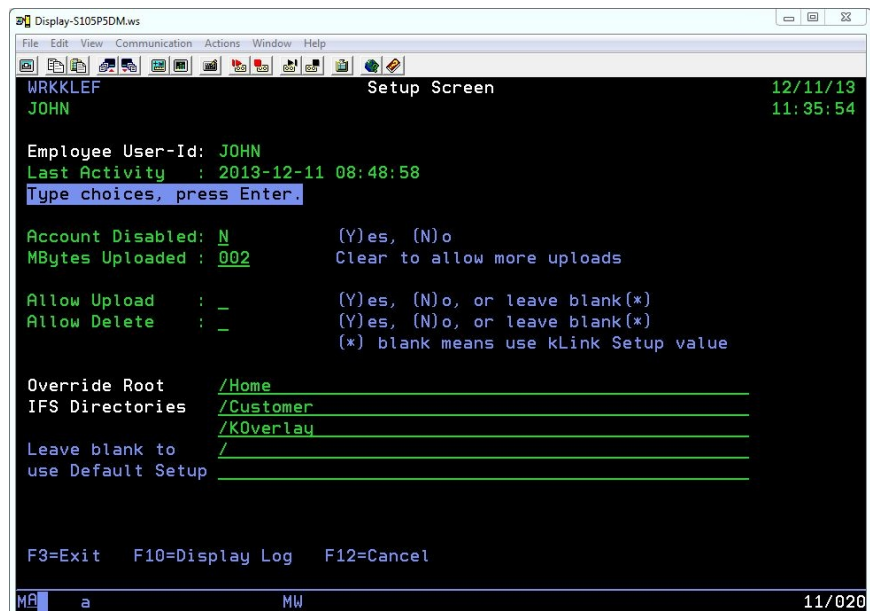 Display-S105P5DM.ws
File Edit View Communication Actions Window Help
WRKKLEF Setup Screen 12/11/13
JOHN 11:35:54
Employee User-Id: JOHN
Last Activity : 2013-12-11 08:48:58
Type choices, press Enter.
Account Disabled: N (Y)es, (N)o
MBytes Uploaded : 002 Clear to allow more uploads
Allow Upload : _ (Y)es, (N)o, or leave blank(*)
Allow Delete : _ (Y)es, (N)o, or leave blank(*)
(*) blank means use kLink Setup value
Override Root /Home
IFS Directories /Customer
/KOverlay
Leave blank to /
use Default Setup
F3=Exit F10=Display Log F12=Cancel
MA a MW 11/020